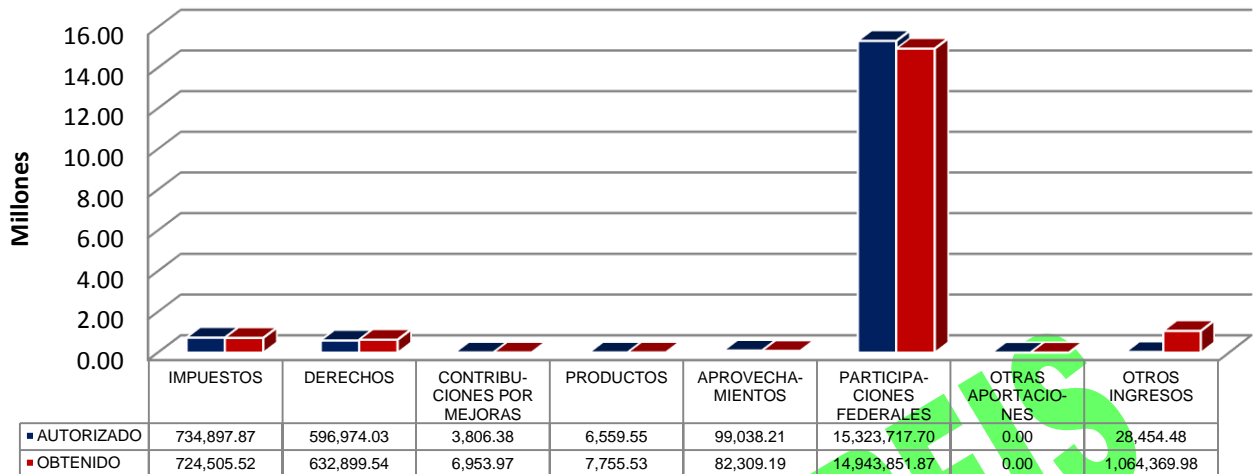 16.00
14.00
12.00
10.00
8.00
6.00
4.00
2.00
0.00
Millones
IMPUESTOS
DERECHOS
CONTRIBU-
CIONES POR
MEJORAS
PRODUCTOS
APROVECHA-
MIENTOS
PARTICIPA-
CIONES
FEDERALES
OTRAS
APORTACIO-
NES
OTROS
INGRESOS
AUTORIZADO 734,897.87 596,974.03 3,806.38 6,559.55 99,038.21 15,323,717.70 0.00 28,454.48
OBTENIDO 724,505.52 632,899.54 6,953.97 7,755.53 82,309.19 14,943,851.87 0.00 1,064,369.98